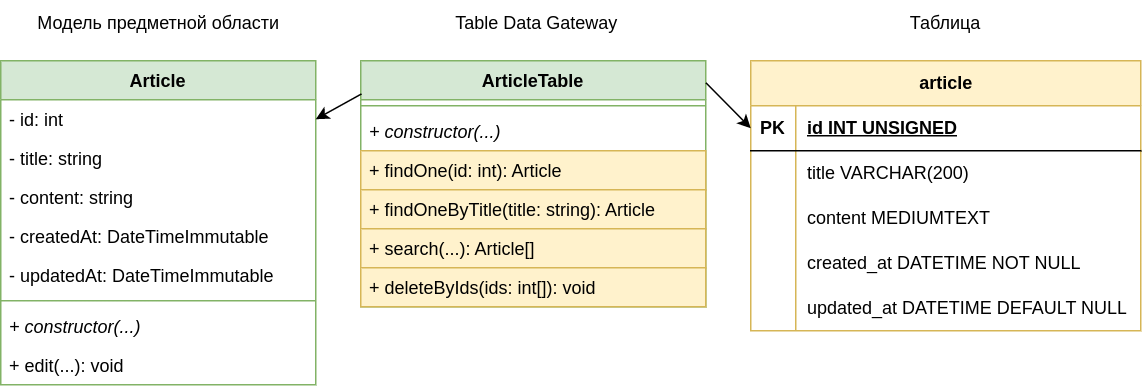 Модель предметной области
Table Data Gateway
Таблица
Article
- id: int
- title: string
- content: string
- createdAt: DateTimeImmutable
- updatedAt: DateTimeImmutable
+ constructor(...)
+ edit(...): void
ArticleTable
+ constructor(...)
+ findOne(id: int): Article
+ findOneByTitle(title: string): Article
+ search(...): Article[]
+ deleteByIds(ids: int[]): void
article
PK id INT UNSIGNED
title VARCHAR(200)
content MEDIUMTEXT
created_at DATETIME NOT NULL
updated_at DATETIME DEFAULT NULL